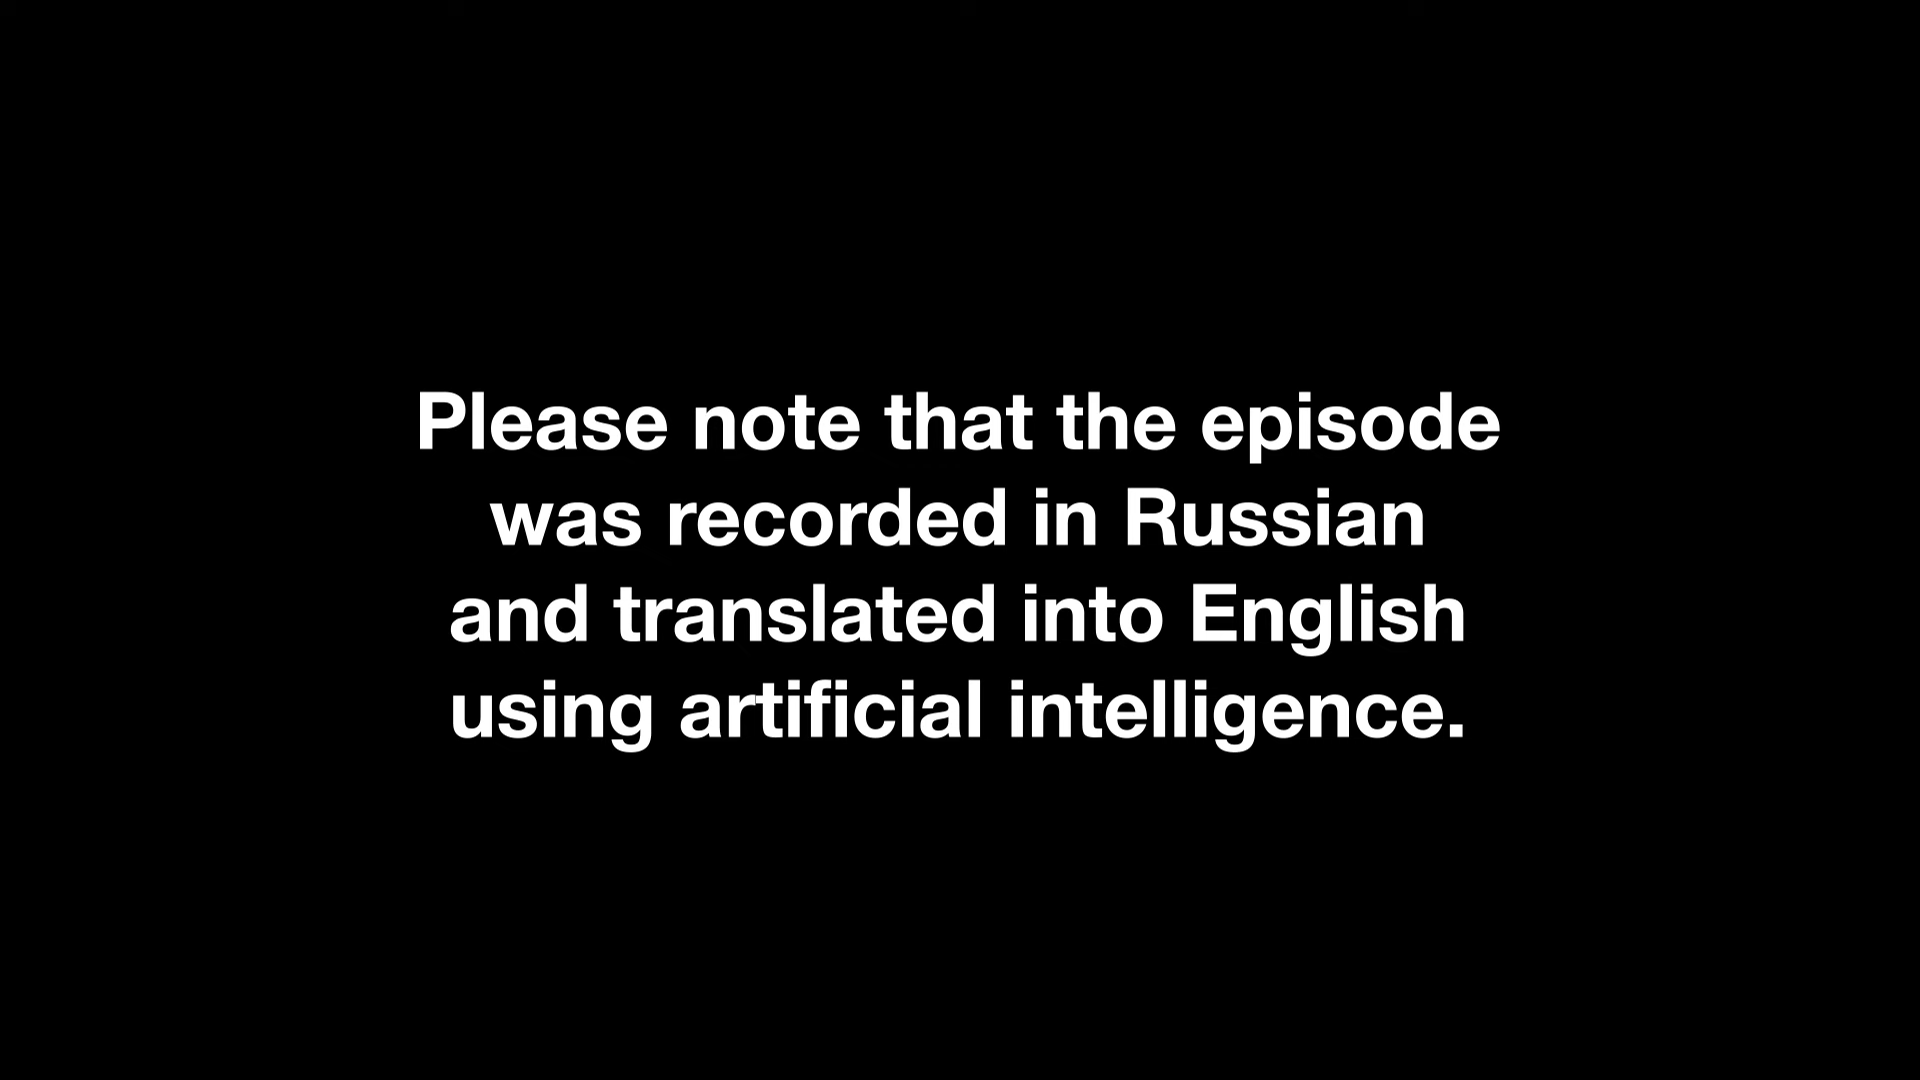 Please note that the episode
was recorded in Russian
and translated into English
using artificial intelligence.